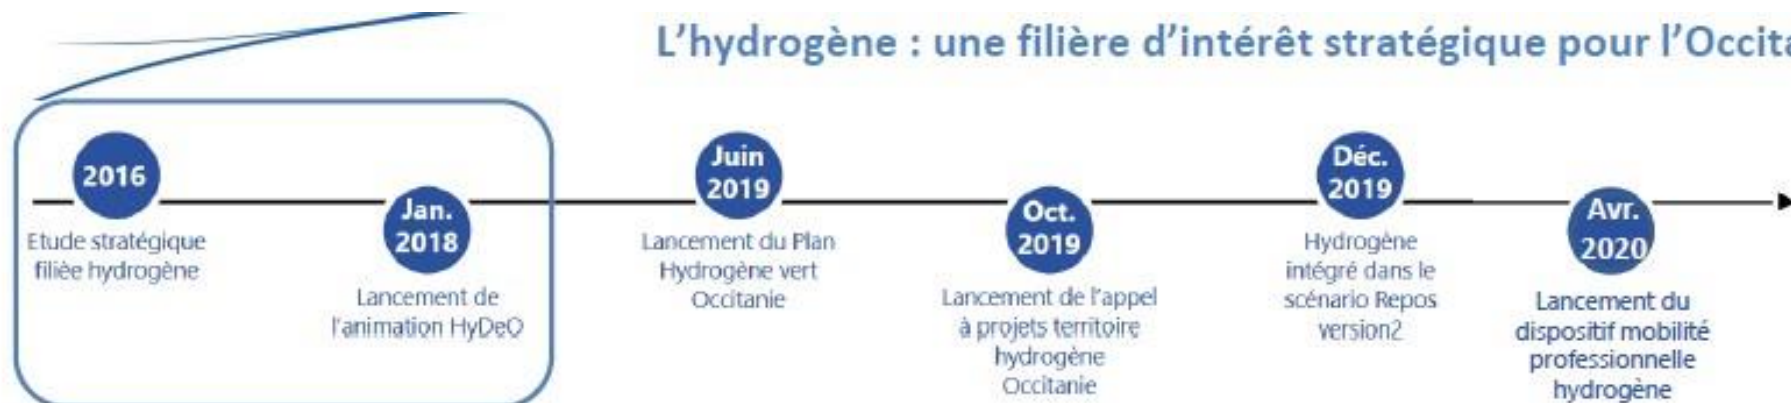 L'hydrogène : une filière d'intérêt stratégique pour l'Occita
2016
Etude stratégique
filiée hydrogène
Jan.
2018
Lancement de
l'animation HyDeO
Juin
2019
Lancement du Plan
Hydrogène vert
Occitanie
Oct.
2019
Lancement de l'appel
à projets territoire
hydrogène
Occitanie
Déc.
2019
Hydrogène
intégré dans le
scénario Repos
version2
Avr.
2020
Lancement du
dispositif mobilité
professionnelle
hydrogène